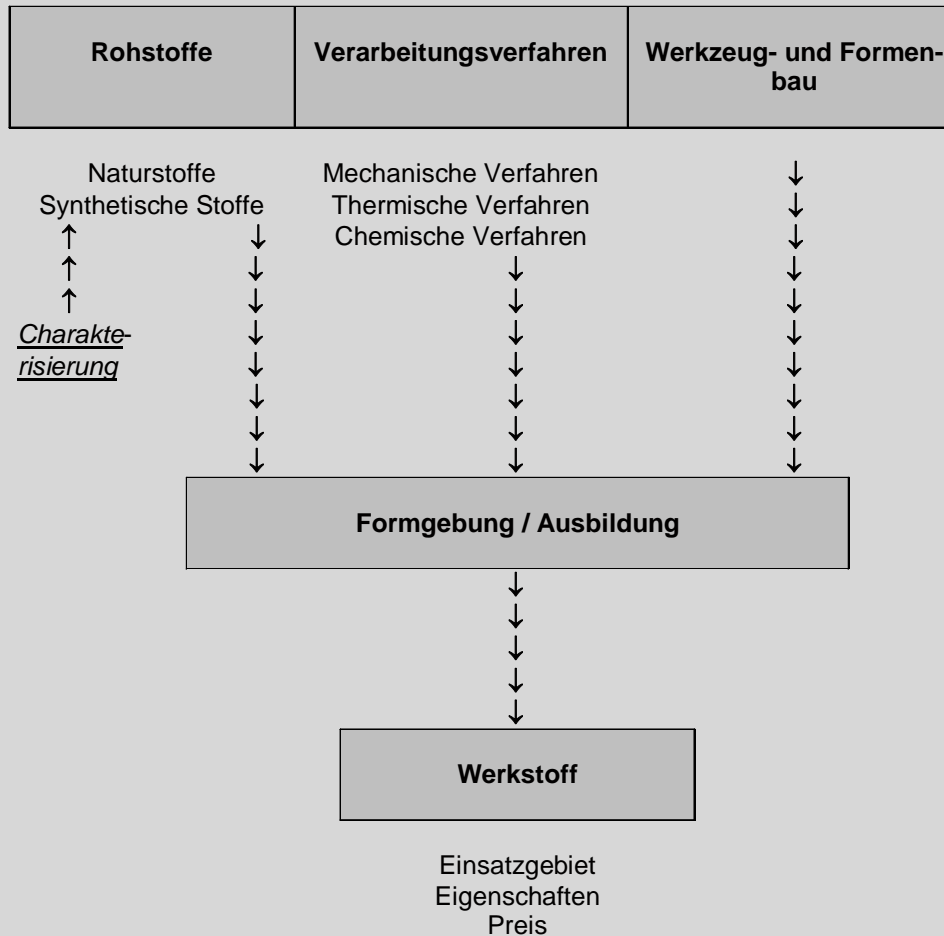 Rohstoffe
Verarbeitungsverfahren
Werkzeug- und Formen-
bau
Naturstoffe
Synthetische Stoffe
Mechanische Verfahren
Thermische Verfahren
Chemische Verfahren
Charakte-
risierung
Formgebung / Ausbildung
Werkstoff
Einsatzgebiet
Eigenschaften
Preis